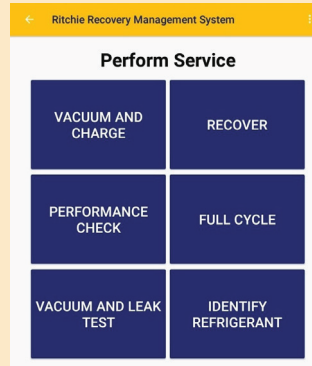 Ritchie Recovery Management System
Perform Service
VACUUM AND
CHARGE
RECOVER
PERFORMANCE
CHECK
FULL CYCLE
VACUUM AND LEAK
TEST
IDENTIFY
REFRIGERANT